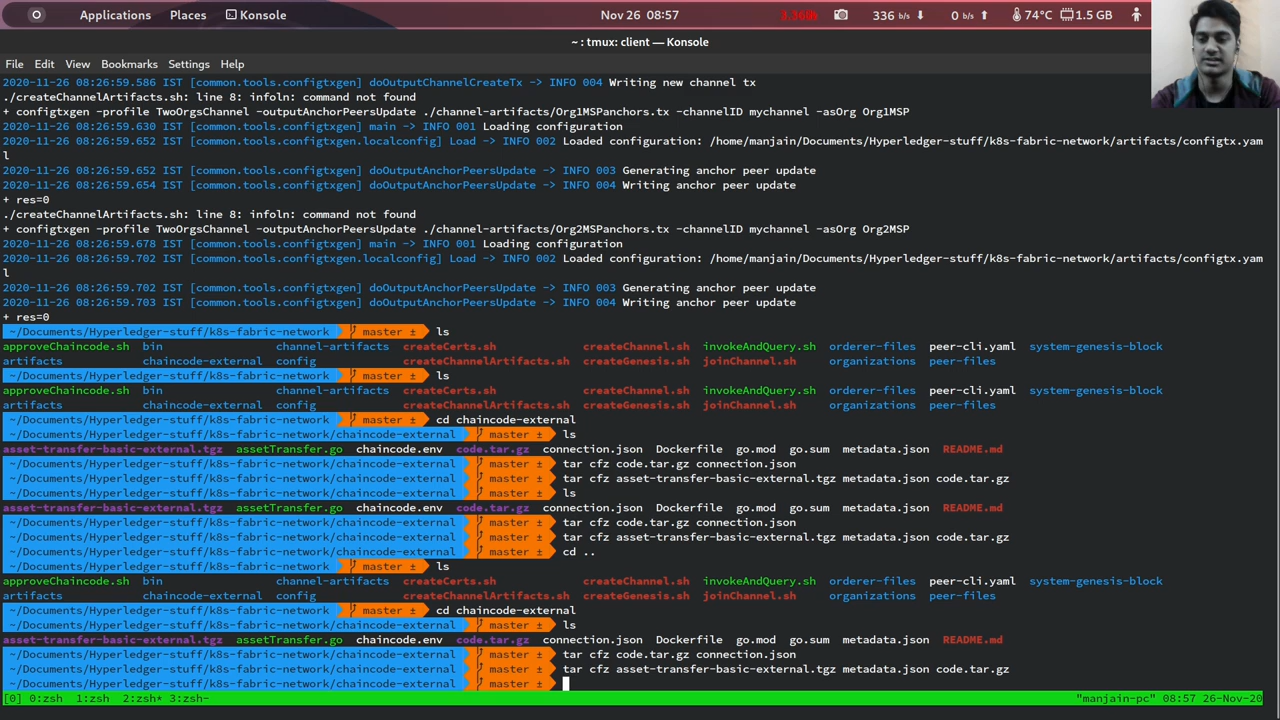 Applications Places Konsole Nov 26 08:57 336 b/s 0 b/s 74°C 1.5 GB
~ : tmux: client — Konsole
File Edit View Bookmarks Settings Help
2020-11-26 08:26:59.586 IST [common.tools.configtxgen] doOutputChannelCreateTx -> INFO 004 Writing new channel tx
./createChannelArtifacts.sh: line 8: infoln: command not found
+ configtxgen -profile TwoOrgsChannel -outputAnchorPeersUpdate ./channel-artifacts/Org1MSPanchors.tx -channelID mychannel -asOrg Org1MSP
2020-11-26 08:26:59.630 IST [common.tools.configtxgen] main -> INFO 001 Loading configuration
2020-11-26 08:26:59.652 IST [common.tools.configtxgen.localconfig] Load -> INFO 002 Loaded configuration: /home/manjain/Documents/Hyperledger-stuff/k8s-fabric-network/artifacts/configtx.yam
l
2020-11-26 08:26:59.652 IST [common.tools.configtxgen] doOutputAnchorPeersUpdate -> INFO 003 Generating anchor peer update
2020-11-26 08:26:59.654 IST [common.tools.configtxgen] doOutputAnchorPeersUpdate -> INFO 004 Writing anchor peer update
+ res=0
./createChannelArtifacts.sh: line 8: infoln: command not found
+ configtxgen -profile TwoOrgsChannel -outputAnchorPeersUpdate ./channel-artifacts/Org2MSPanchors.tx -channelID mychannel -asOrg Org2MSP
2020-11-26 08:26:59.678 IST [common.tools.configtxgen] main -> INFO 001 Loading configuration
2020-11-26 08:26:59.702 IST [common.tools.configtxgen.localconfig] Load -> INFO 002 Loaded configuration: /home/manjain/Documents/Hyperledger-stuff/k8s-fabric-network/artifacts/configtx.yam
l
2020-11-26 08:26:59.702 IST [common.tools.configtxgen] doOutputAnchorPeersUpdate -> INFO 003 Generating anchor peer update
2020-11-26 08:26:59.703 IST [common.tools.configtxgen] doOutputAnchorPeersUpdate -> INFO 004 Writing anchor peer update
+ res=0
~/Documents/Hyperledger-stuff/k8s-fabric-network master ± ls
approveChaincode.sh bin channel-artifacts createCerts.sh createChannel.sh invokeAndQuery.sh orderer-files peer-cli.yaml system-genesis-block
artifacts chaincode-external config createChannelArtifacts.sh createGenesis.sh joinChannel.sh organizations peer-files
~/Documents/Hyperledger-stuff/k8s-fabric-network master ± ls
approveChaincode.sh bin channel-artifacts createCerts.sh createChannel.sh invokeAndQuery.sh orderer-files peer-cli.yaml system-genesis-block
artifacts chaincode-external config createChannelArtifacts.sh createGenesis.sh joinChannel.sh organizations peer-files
~/Documents/Hyperledger-stuff/k8s-fabric-network master ± cd chaincode-external
~/Documents/Hyperledger-stuff/k8s-fabric-network/chaincode-external master ± ls
asset-transfer-basic-external.tgz assetTransfer.go chaincode.env code.tar.gz connection.json Dockerfile go.mod go.sum metadata.json README.md
~/Documents/Hyperledger-stuff/k8s-fabric-network/chaincode-external master ± tar cfz code.tar.gz connection.json
~/Documents/Hyperledger-stuff/k8s-fabric-network/chaincode-external master ± tar cfz asset-transfer-basic-external.tgz metadata.json code.tar.gz
~/Documents/Hyperledger-stuff/k8s-fabric-network/chaincode-external master ± ls
asset-transfer-basic-external.tgz assetTransfer.go chaincode.env code.tar.gz connection.json Dockerfile go.mod go.sum metadata.json README.md
~/Documents/Hyperledger-stuff/k8s-fabric-network/chaincode-external master ± tar cfz code.tar.gz connection.json
~/Documents/Hyperledger-stuff/k8s-fabric-network/chaincode-external master ± tar cfz asset-transfer-basic-external.tgz metadata.json code.tar.gz
~/Documents/Hyperledger-stuff/k8s-fabric-network/chaincode-external master ± cd ..
~/Documents/Hyperledger-stuff/k8s-fabric-network master ± ls
approveChaincode.sh bin channel-artifacts createCerts.sh createChannel.sh invokeAndQuery.sh orderer-files peer-cli.yaml system-genesis-block
artifacts chaincode-external config createChannelArtifacts.sh createGenesis.sh joinChannel.sh organizations peer-files
~/Documents/Hyperledger-stuff/k8s-fabric-network master ± cd chaincode-external
~/Documents/Hyperledger-stuff/k8s-fabric-network/chaincode-external master ± ls
asset-transfer-basic-external.tgz assetTransfer.go chaincode.env code.tar.gz connection.json Dockerfile go.mod go.sum metadata.json README.md
~/Documents/Hyperledger-stuff/k8s-fabric-network/chaincode-external master ± tar cfz code.tar.gz connection.json
~/Documents/Hyperledger-stuff/k8s-fabric-network/chaincode-external master ± tar cfz asset-transfer-basic-external.tgz metadata.json code.tar.gz
~/Documents/Hyperledger-stuff/k8s-fabric-network/chaincode-external master ±
[0] 0:zsh 1:zsh 2:zsh* 3:zsh- "manjain-pc" 08:57 26-Nov-20